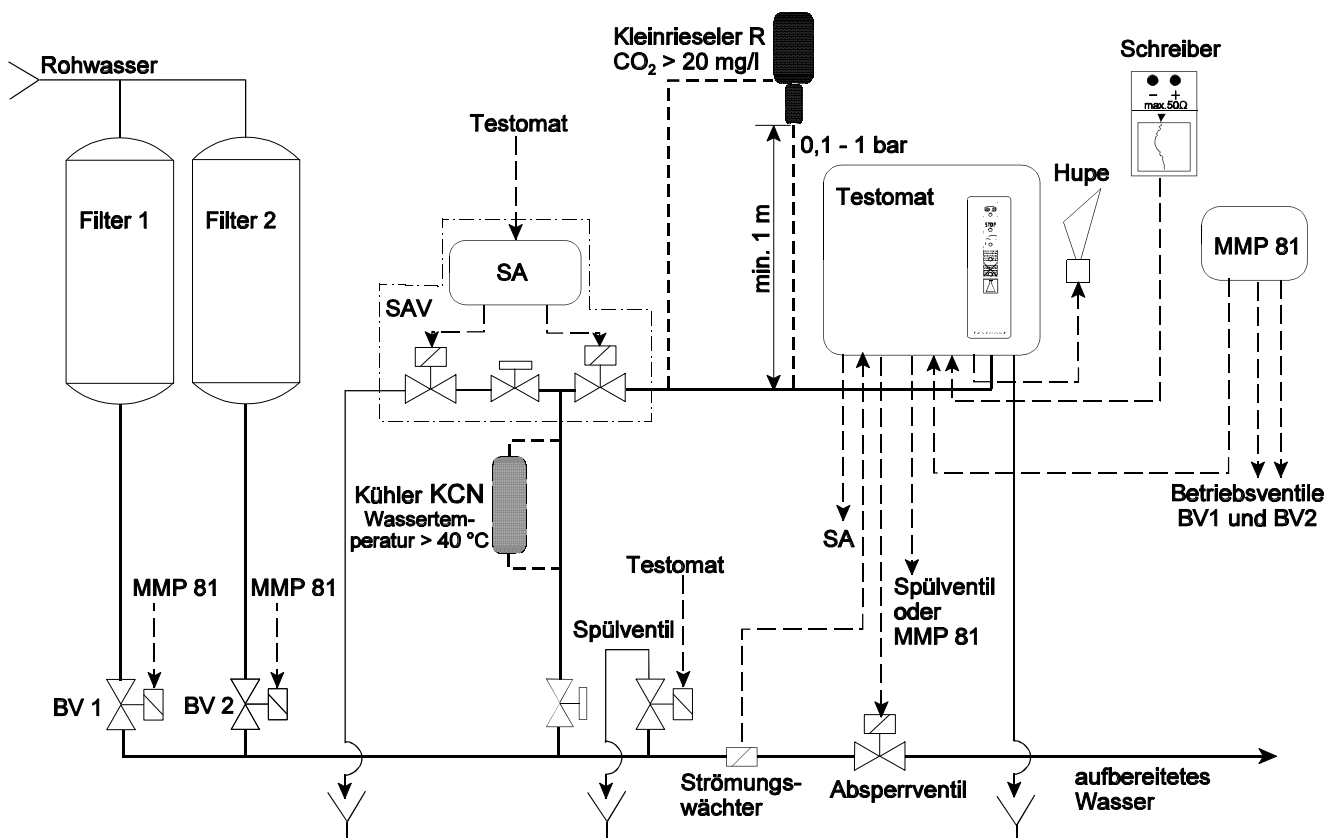 Rohwasser
Kleinrieseler R
CO₂ > 20 mg/l
Schreiber
- +
max.50Ω
Testomat
0,1 - 1 bar
Hupe
Filter 1
Filter 2
Testomat
STOP
MMP 81
SA
min. 1 m
SAV
Kühler KCN
Wassertem-
peratur > 40 °C
Betriebsventile
BV1 und BV2
SA
MMP 81
MMP 81
Testomat
Spülventil
oder
MMP 81
Spülventil
BV 1
BV 2
Strömungs-
wächter
Absperrventil
aufbereitetes
Wasser